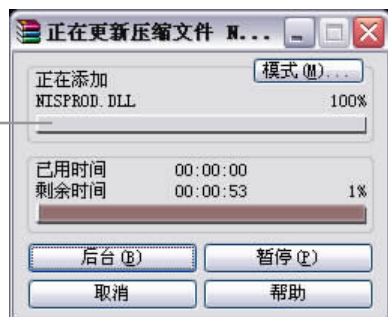 正在更新压缩文件 N...
模式(M)...
正在添加
NISPROD.DLL 100%
已用时间 00:00:00
剩余时间 00:00:53 1%
后台(B) 暂停(P)
取消 帮助